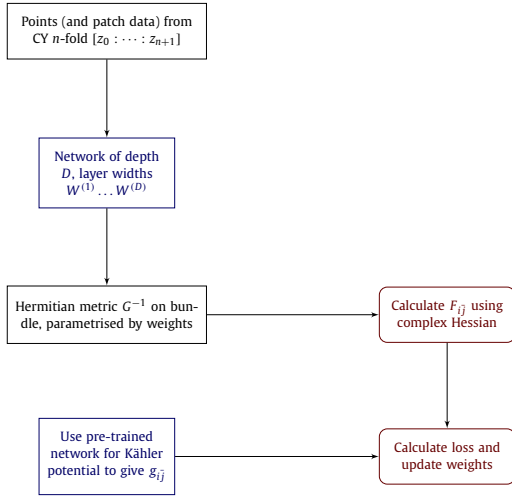 Points (and patch data) from
CY n-fold [z₀ : ⋯ : zₙ₊₁]
Network of depth
D, layer widths
W⁽¹⁾ … W⁽ᴰ⁾
Hermitian metric G⁻¹ on bun-
dle, parametrised by weights
Calculate F_{ij̄} using
complex Hessian
Use pre-trained
network for Kähler
potential to give g_{ij̄}
Calculate loss and
update weights